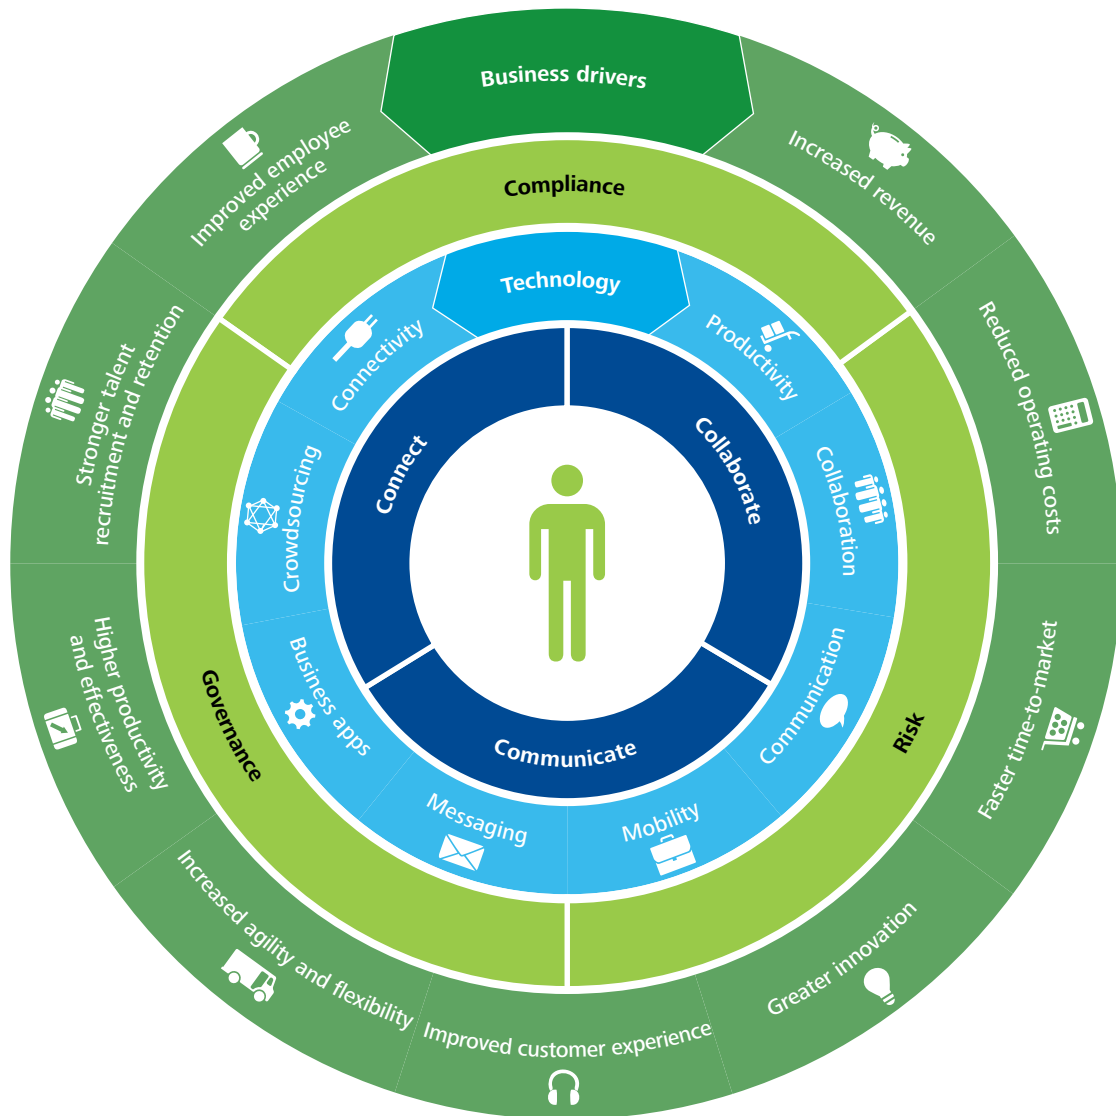 Business drivers
Increased revenue
Reduced operating costs
Faster time-to-market
Greater innovation
Improved customer experience
Increased agility and flexibility
Higher productivity
and effectiveness
Stronger talent
recruitment and retention
Improved employee
experience
Compliance
Risk
Governance
Technology
Productivity
Collaboration
Communication
Mobility
Messaging
Business apps
Crowdsourcing
Connectivity
Collaborate
Communicate
Connect